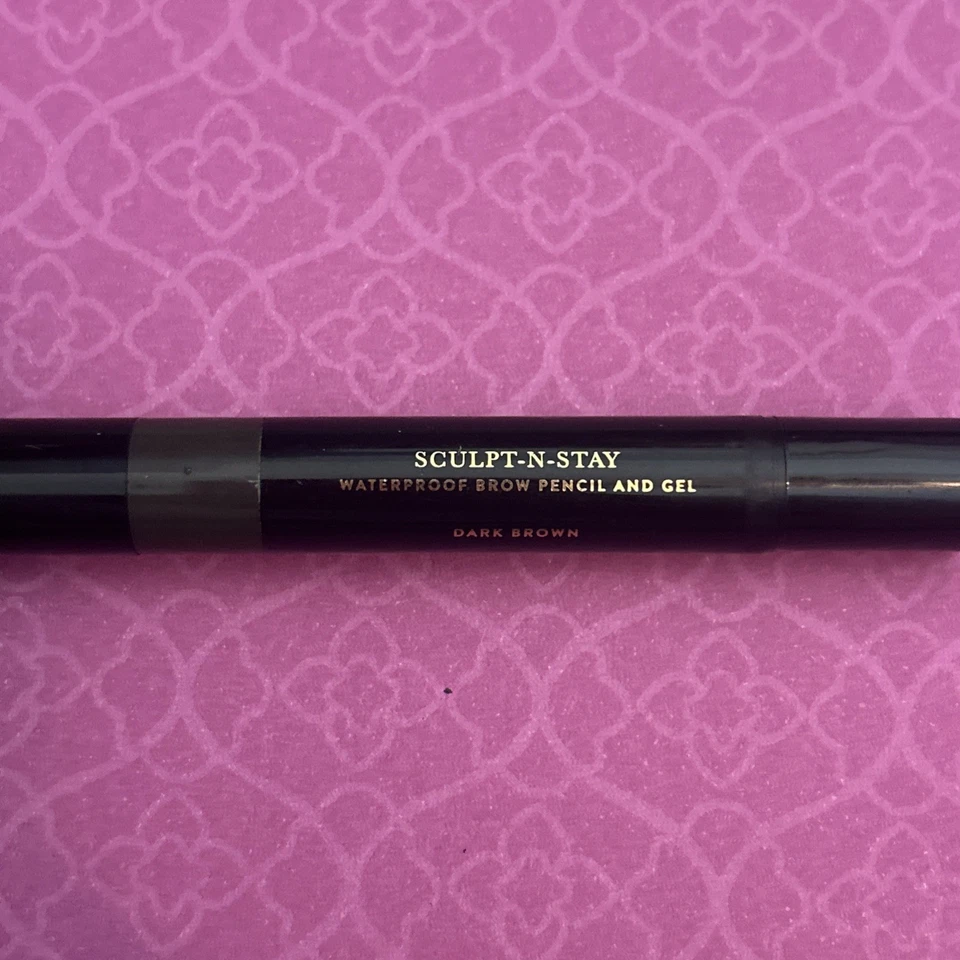 SCULPT-N-STAY
WATERPROOF BROW PENCIL AND GEL
DARK BROWN